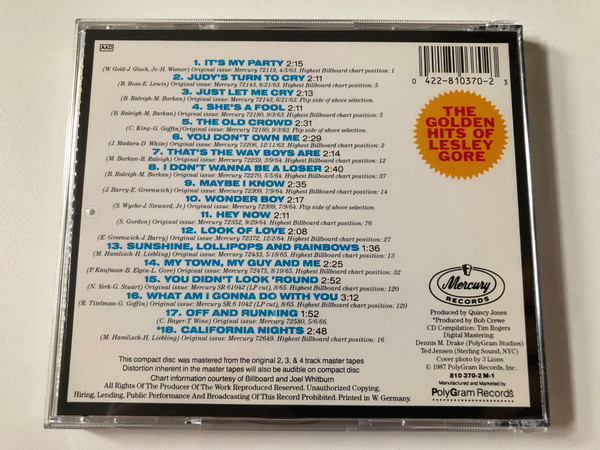 AAD
1. IT'S MY PARTY 2:15
(W. Gold-J. Gluck, Jr.-H. Wiener) Original issue: Mercury 72119, 4/5/63. Highest Billboard chart position: 1
2. JUDY'S TURN TO CRY 2:11
(B. Ross-E. Lewis) Original issue: Mercury 72143, 6/21/63. Highest Billboard chart position: 5
3. JUST LET ME CRY 2:13
(B. Raleigh-M. Barkan) Original issue: Mercury 72143, 6/21/63. Flip side of above selection.
4. SHE'S A FOOL 2:11
(B. Raleigh-M. Barkan) Original issue: Mercury 72180, 9/3/63. Highest Billboard chart position: 5
5. THE OLD CROWD 2:31
(C. King-G. Goffin) Original issue: Mercury 72180, 9/3/63. Flip side of above selection.
6. YOU DON'T OWN ME 2:29
(J. Madara-D. White) Original issue: Mercury 72206, 12/11/63. Highest Billboard chart position: 2
7. THAT'S THE WAY BOYS ARE 2:14
(M. Barkan-B. Raleigh) Original issue: Mercury 72259, 3/9/64. Highest Billboard chart position: 12
8. I DON'T WANNA BE A LOSER 2:40
(B. Raleigh-M. Barkan) Original issue: Mercury 72270, 5/5/64. Highest Billboard chart position: 37
9. MAYBE I KNOW 2:35
(J. Barry-E. Greenwich) Original issue: Mercury 72309, 7/9/64. Highest Billboard chart position: 14
10. WONDER BOY 2:17
(S. Wyche-J. Steward, Jr.) Original issue: Mercury 72309, 7/9/64. Flip side of above selection.
11. HEY NOW 2:11
(S. Gordon) Original issue: Mercury 72352, 9/29/64. Highest Billboard chart position: 76
12. LOOK OF LOVE 2:08
(E. Greenwich-J. Barry) Original issue: Mercury 72372, 12/2/64. Highest Billboard chart position: 27
13. SUNSHINE, LOLLIPOPS AND RAINBOWS 1:36
(M. Hamlisch-H. Liebling) Original issue: Mercury 72433, 5/18/65. Highest Billboard chart position: 13
14. MY TOWN, MY GUY AND ME 2:25
(P. Kaufman-B. Elgin-L. Gore) Original issue: Mercury 72475, 8/19/65. Highest Billboard chart position: 32
15. YOU DIDN'T LOOK 'ROUND 2:52
(N. York-G. Stuart) Original issue: Mercury SR 61042 (LP cut), 8/65. Highest Billboard chart position: 120
16. WHAT AM I GONNA DO WITH YOU 3:12
(R. Titelman-G. Goffin) Original issue: Mercury SR 61042 (LP cut), 8/65. Highest Billboard chart position: 120
17. OFF AND RUNNING 1:52
(C. Bayer-T. Wine) Original issue: Mercury 72580, 5/6/66.
*18. CALIFORNIA NIGHTS 2:48
(M. Hamlisch-H. Liebling) Original issue: Mercury 72649. Highest Billboard chart position: 16
This compact disc was mastered from the original 2, 3, & 4 track master tapes
Distortion inherent in the master tapes will also be audible on compact disc
Chart information courtesy of Billboard and Joel Whitburn
All Rights Of The Producer Of The Work Reproduced Reserved. Unauthorized Copying,
Hiring, Lending, Public Performance And Broadcasting Of This Record Prohibited. Printed in W. Germany.
0 422-810370-2 3
THE
GOLDEN
HITS OF
LESLEY
GORE
Mercury
RECORDS
Produced by Quincy Jones
*Produced by Bob Crewe
CD Compilation: Tim Rogers
Digital Mastering:
Dennis M. Drake (PolyGram Studios)
Ted Jensen (Sterling Sound, NYC)
Cover photo by 3 Lions
© 1987 PolyGram Records, Inc.
810 370-2 M-1
Manufactured and Marketed by
PolyGram Records